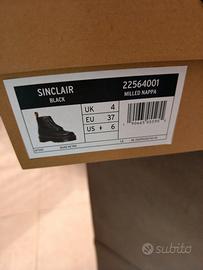 SINCLAIR
BLACK
22564001
MILLED NAPPA
UK 4
EU 37
US 6
subito